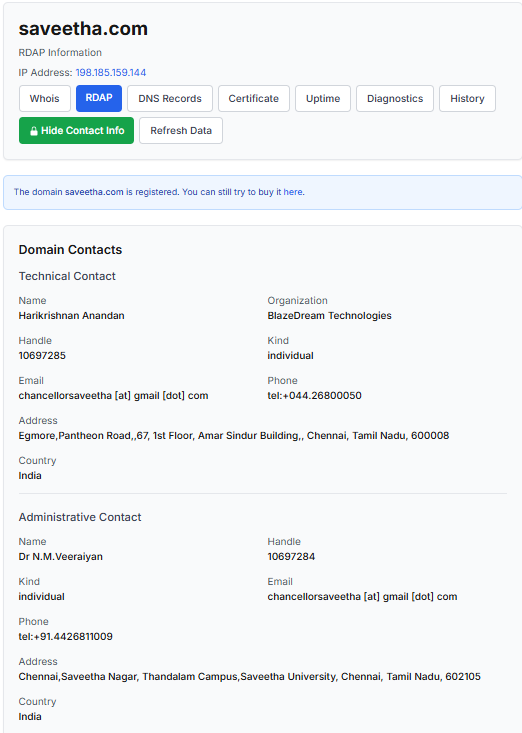 saveetha.com
RDAP Information
IP Address: 198.185.159.144
Whois RDAP DNS Records Certificate Uptime Diagnostics History
Hide Contact Info Refresh Data
The domain saveetha.com is registered. You can still try to buy it here.
Domain Contacts
Technical Contact
Name Organization
Harikrishnan Anandan BlazeDream Technologies
Handle Kind
10697285 individual
Email Phone
chancellorsaveetha [at] gmail [dot] com tel:+044.26800050
Address
Egmore,Pantheon Road,,67, 1st Floor, Amar Sindur Building,, Chennai, Tamil Nadu, 600008
Country
India
Administrative Contact
Name Handle
Dr N.M.Veeraiyan 10697284
Kind Email
individual chancellorsaveetha [at] gmail [dot] com
Phone
tel:+91.4426811009
Address
Chennai,Saveetha Nagar, Thandalam Campus,Saveetha University, Chennai, Tamil Nadu, 602105
Country
India